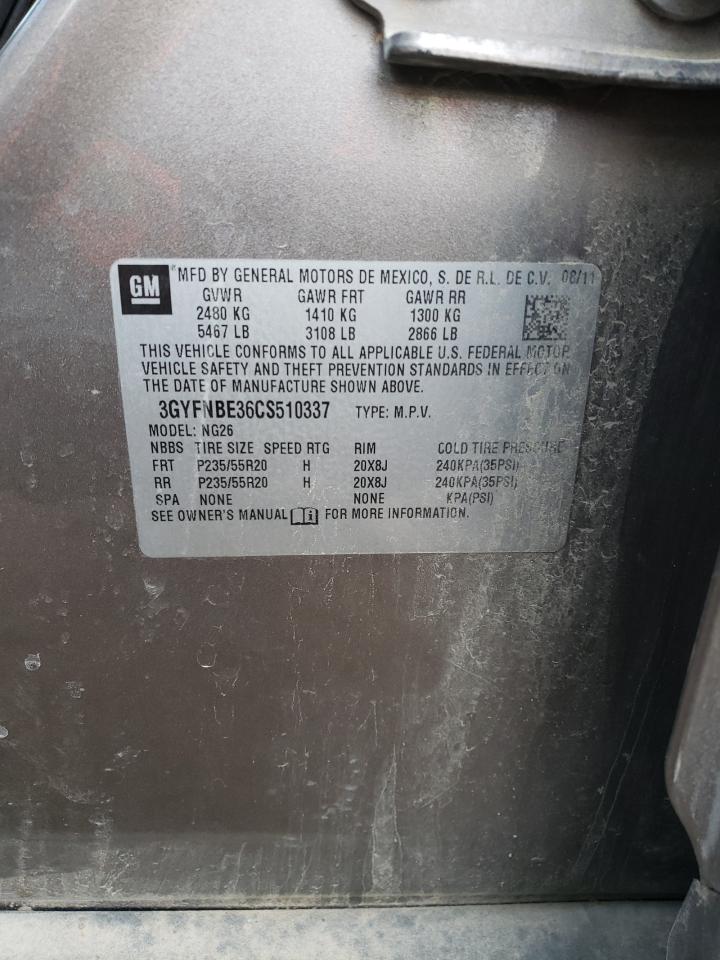 GM
MFD BY GENERAL MOTORS DE MEXICO, S. DE R.L. DE C.V. 08/11
GVWR GAWR FRT GAWR RR
2480 KG 1410 KG 1300 KG
5467 LB 3108 LB 2866 LB
THIS VEHICLE CONFORMS TO ALL APPLICABLE U.S. FEDERAL MOTOR
VEHICLE SAFETY AND THEFT PREVENTION STANDARDS IN EFFECT ON
THE DATE OF MANUFACTURE SHOWN ABOVE.
3GYFNBE36CS510337 TYPE: M.P.V.
MODEL: NG26
NBBS TIRE SIZE SPEED RTG RIM COLD TIRE PRESSURE
FRT P235/55R20 H 20X8J 240KPA(35PSI)
RR P235/55R20 H 20X8J 240KPA(35PSI)
SPA NONE NONE KPA(PSI)
SEE OWNER'S MANUAL FOR MORE INFORMATION.